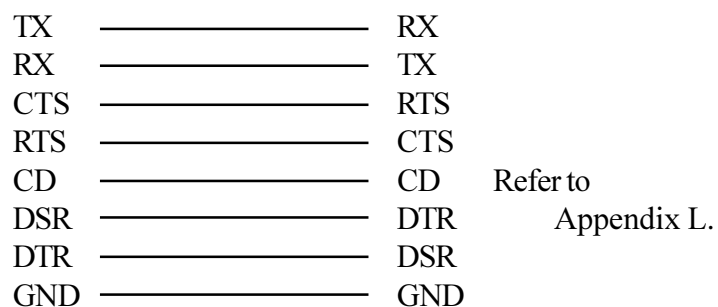 TX RX
RX TX
CTS RTS
RTS CTS
CD CD Refer to
DSR DTR Appendix L.
DTR DSR
GND GND